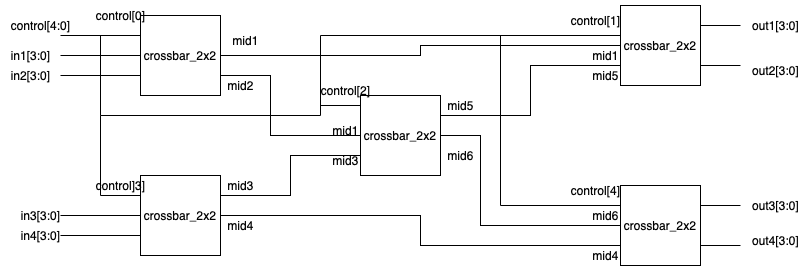 control[0]
control[4:0]
in1[3:0]
in2[3:0]
crossbar_2x2
mid1
mid2
control[1]
mid1
mid5
crossbar_2x2
out1[3:0]
out2[3:0]
control[2]
mid1
mid3
crossbar_2x2
mid5
mid6
control]3]
in3[3:0]
in4[3:0]
crossbar_2x2
mid3
mid4
control[4]
mid6
mid4
crossbar_2x2
out3[3:0]
out4[3:0]